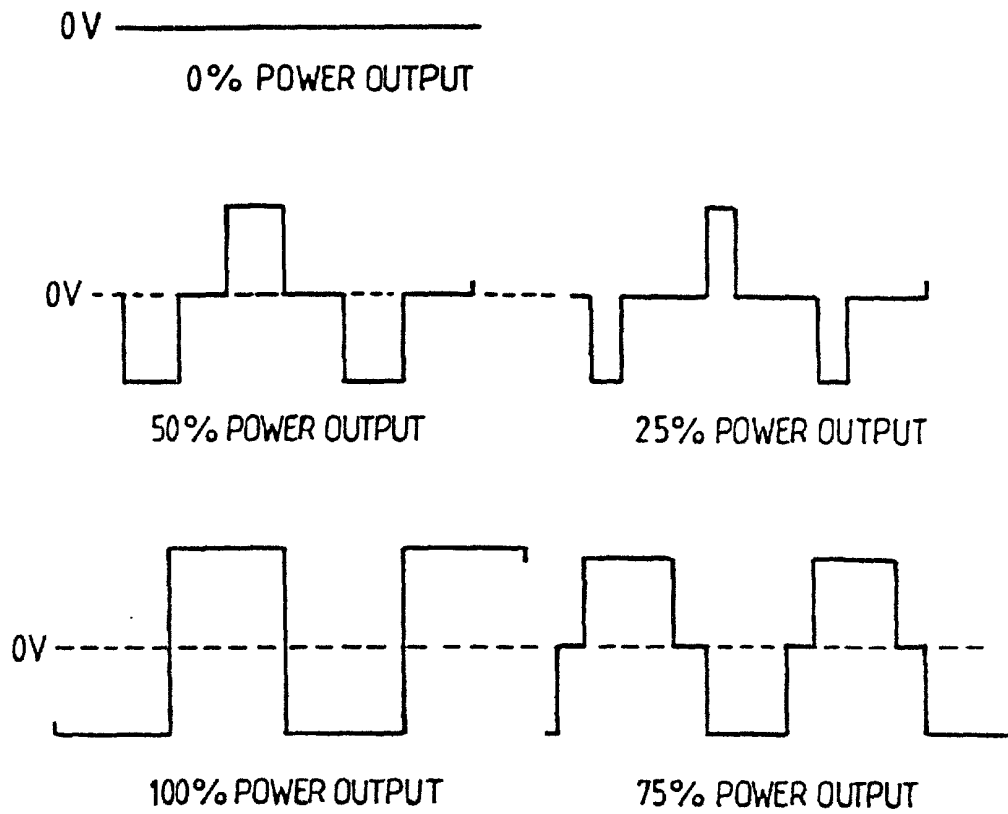 0V
0% POWER OUTPUT
0V
50% POWER OUTPUT
25% POWER OUTPUT
0V
100% POWER OUTPUT
75% POWER OUTPUT